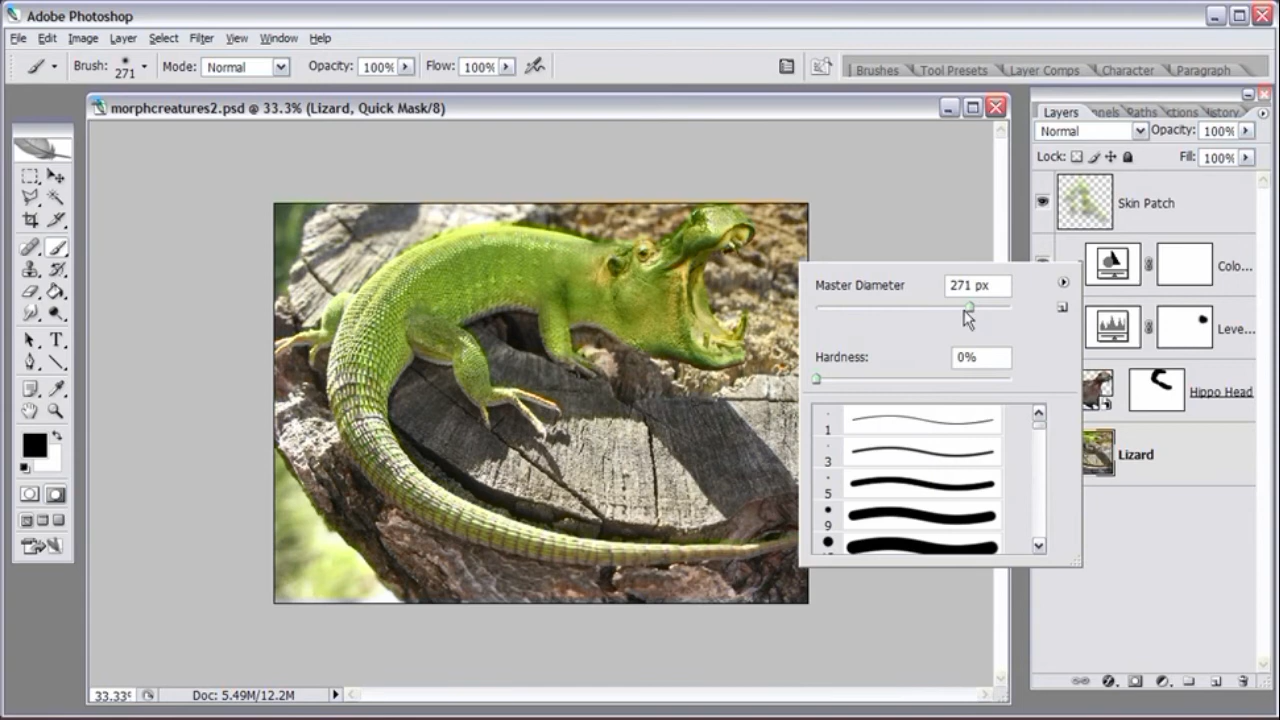 Adobe Photoshop
File Edit Image Layer Select Filter View Window Help
Brush: 271 Mode: Normal Opacity: 100% Flow: 100% Brushes Tool Presets Layer Comps Character Paragraph
morphcreatures2.psd @ 33.3% (Lizard, Quick Mask/8)
Layers Paths
Normal Opacity: 100%
Lock: Fill: 100%
Skin Patch
Colo...
Leve...
Hippo Head
Lizard
Master Diameter 271 px
Hardness: 0%
1
3
5
9
T
Doc: 5.49M/12.2M